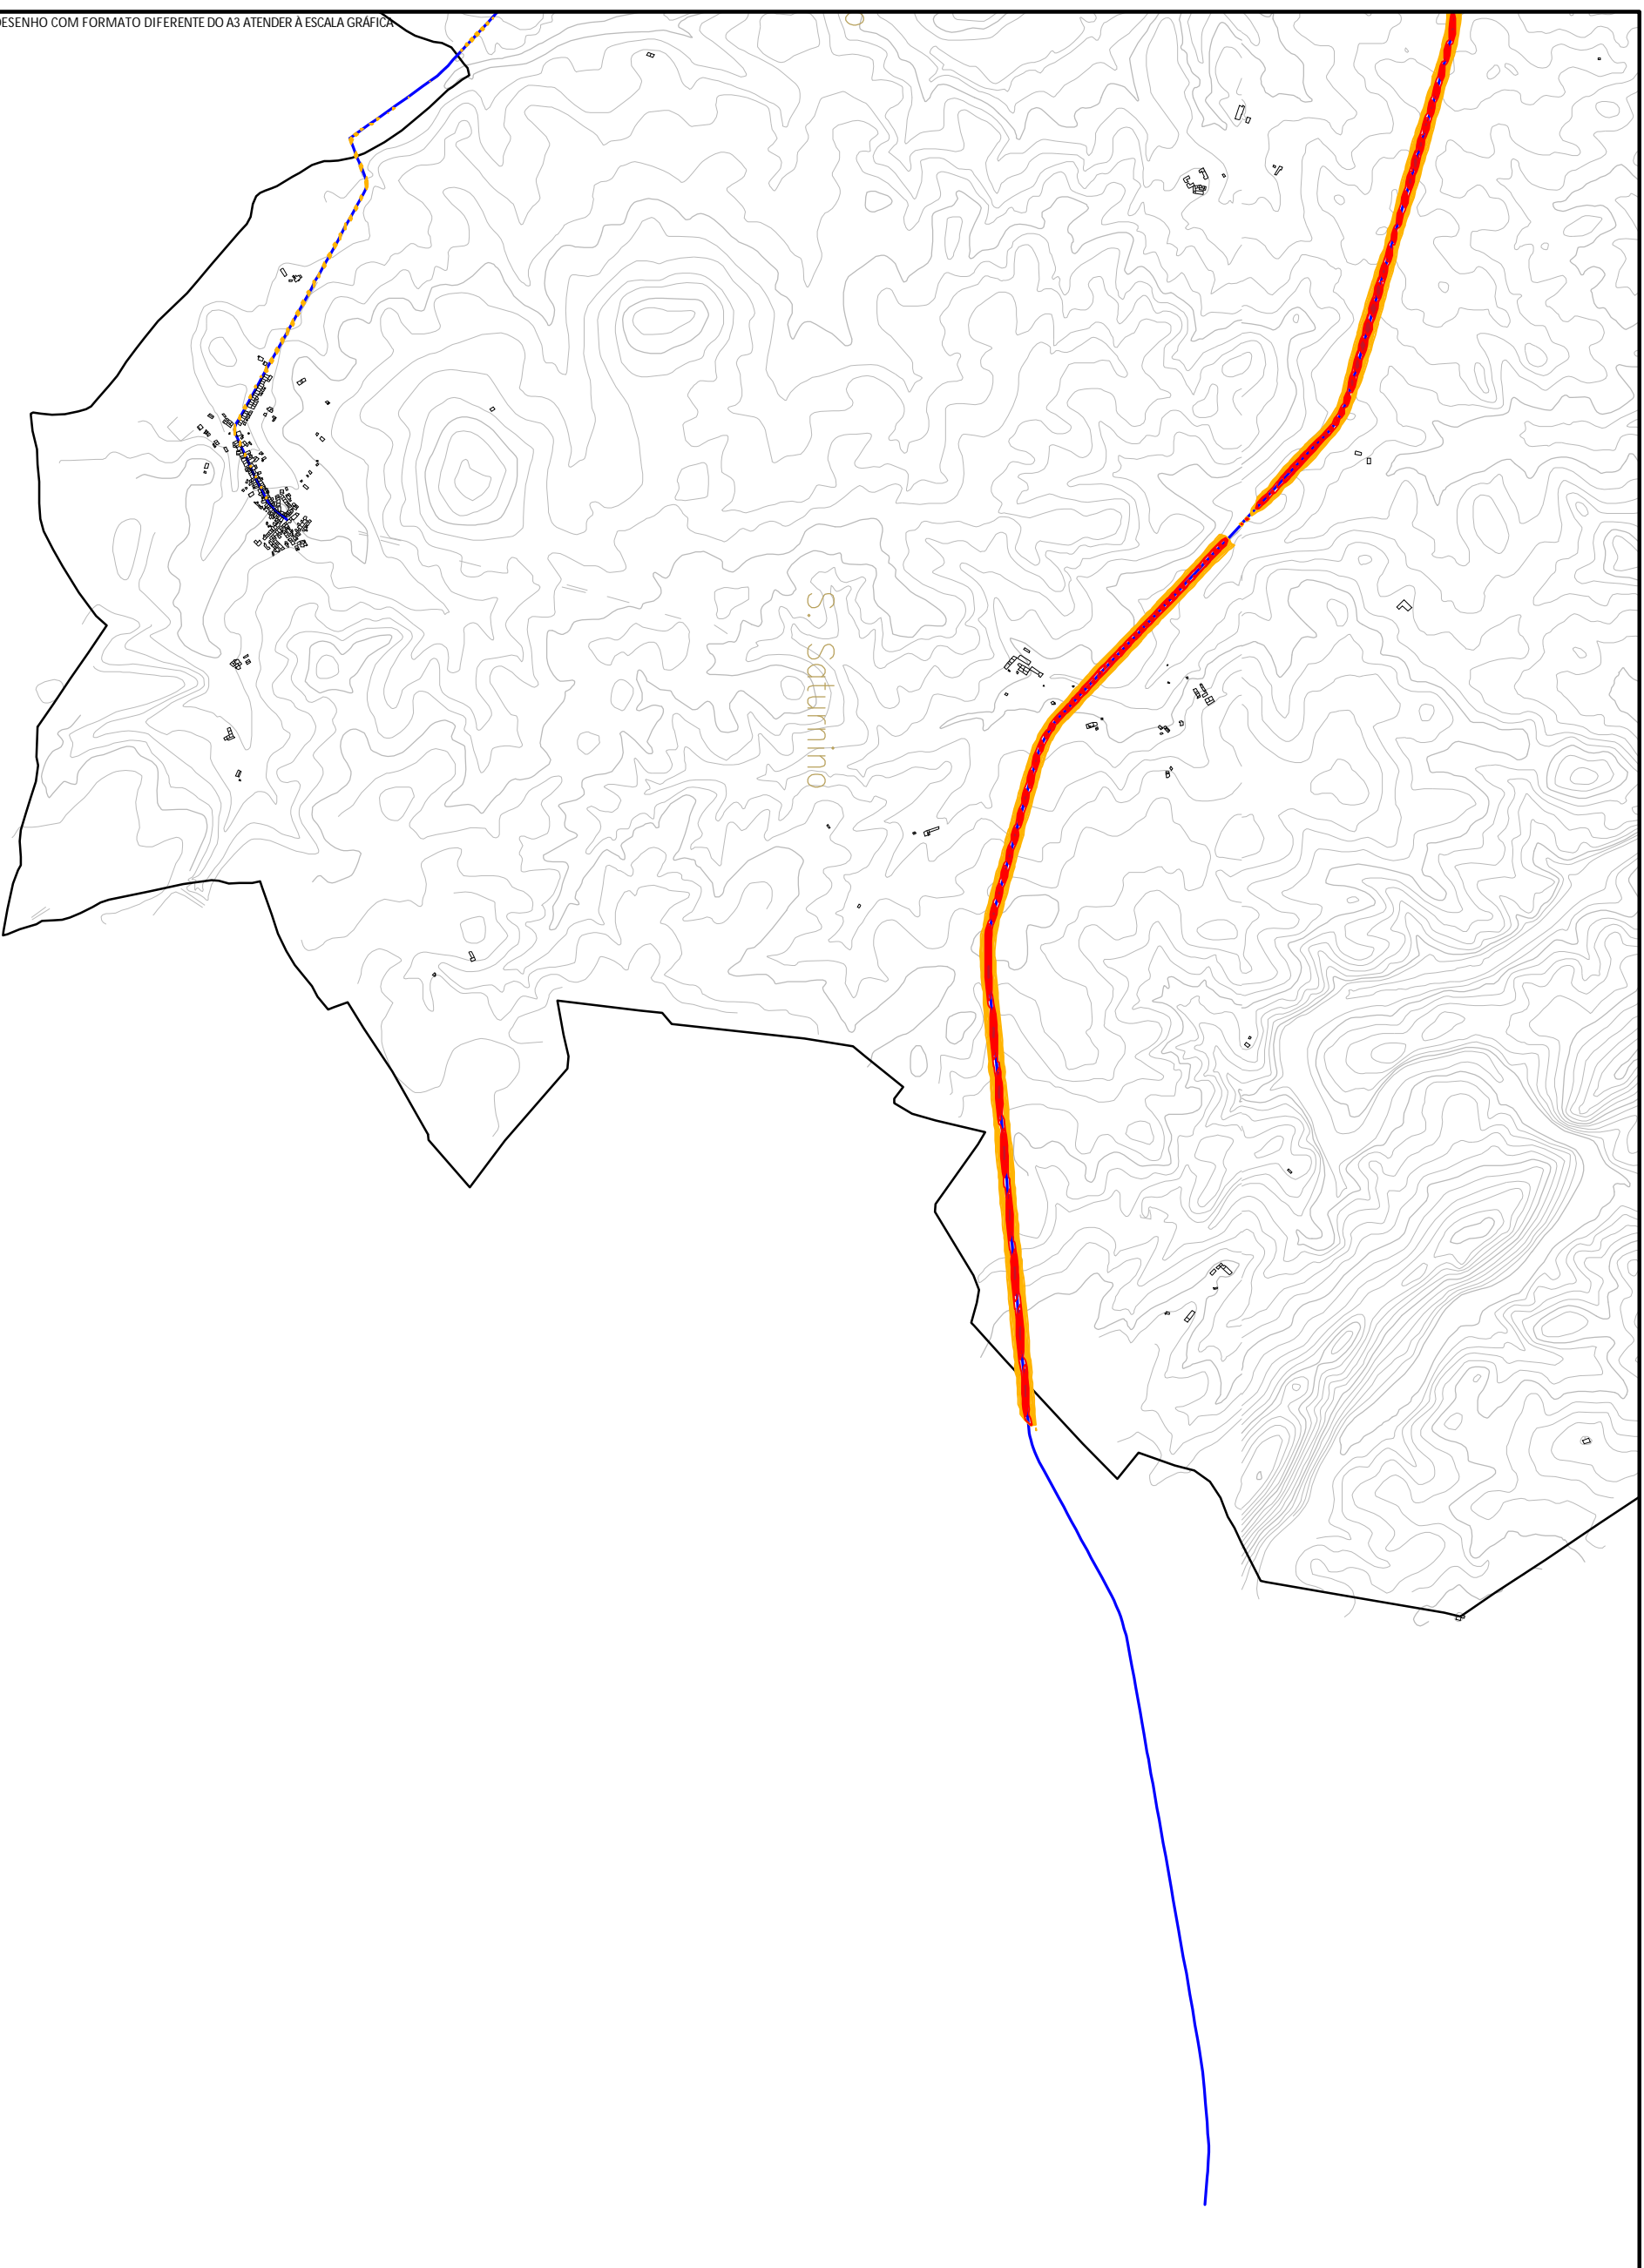 DESENHO COM FORMATO DIFERENTE DO A3 ATENDER À ESCALA GRÁFICA
S. Saturnino